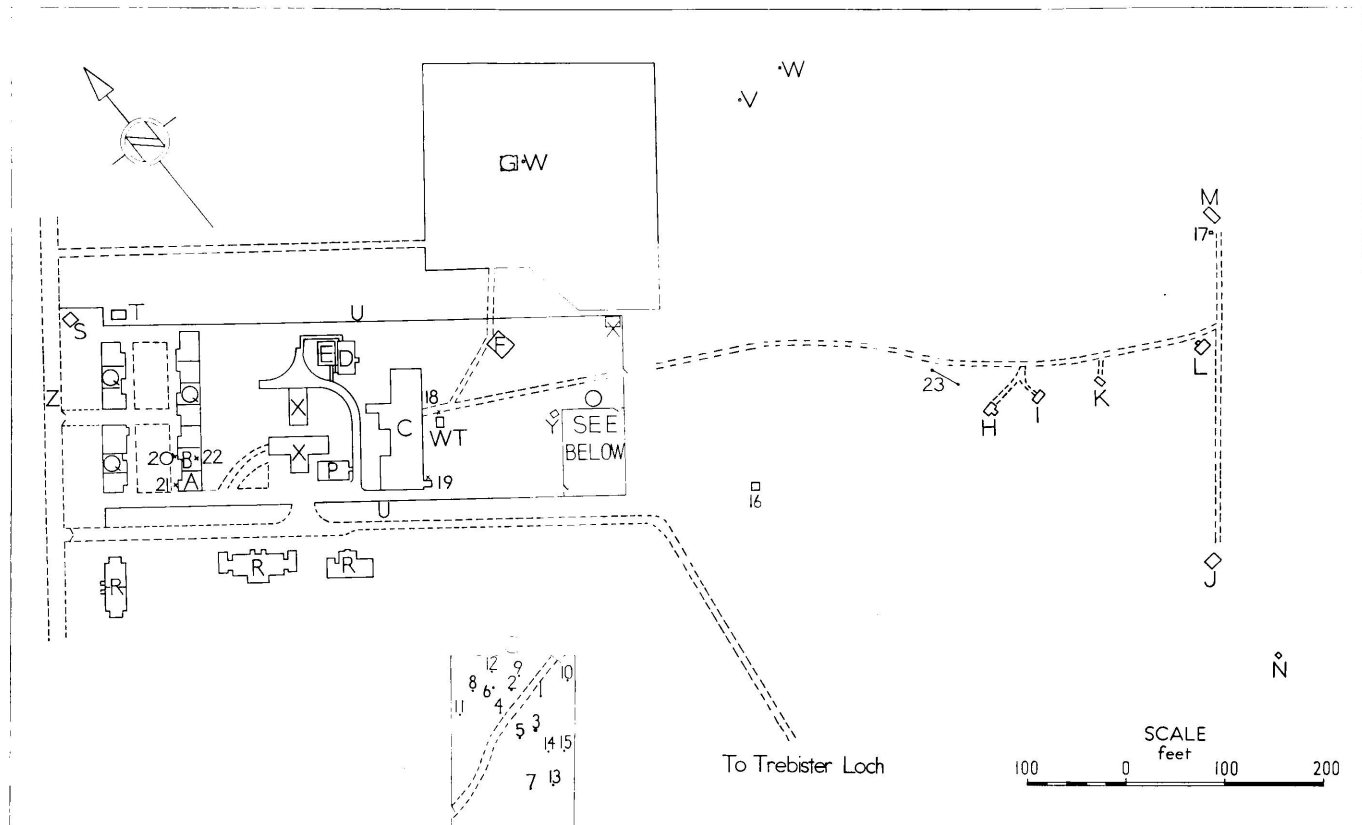 W
V
N
G W
M
17
T
U
S
F
E D
L
23
Q
Q
Z
X
18
C
WT
Y
SEE
BELOW
H
I
K
20 B 22
Q
X
P
21 A
19
U
16
R
R
R
J
N
12
9
10
8
6
2
1
11
4
5
3
14 15
7
13
To Trebister Loch
SCALE
feet
100 0 100 200